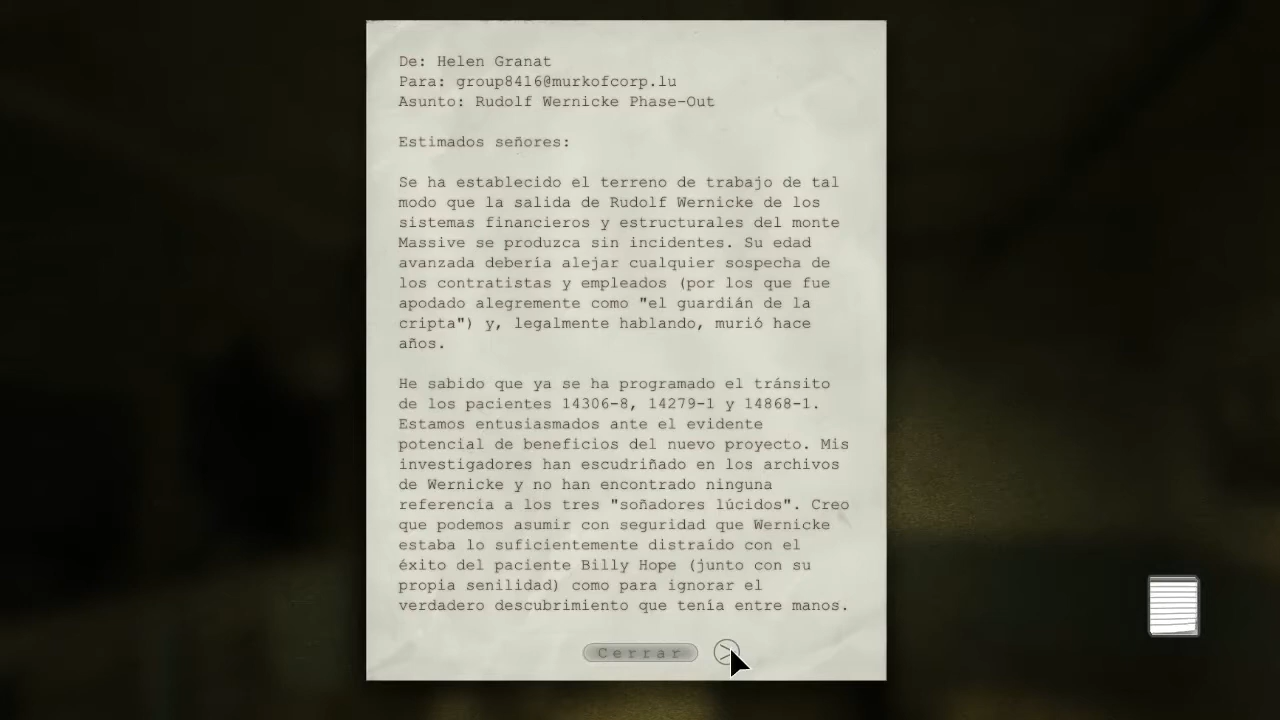 De: Helen Granat
Para: group8416@murkofcorp.lu
Asunto: Rudolf Wernicke Phase-Out
Estimados señores:
Se ha establecido el terreno de trabajo de tal
modo que la salida de Rudolf Wernicke de los
sistemas financieros y estructurales del monte
Massive se produzca sin incidentes. Su edad
avanzada debería alejar cualquier sospecha de
los contratistas y empleados (por los que fue
apodado alegremente como "el guardián de la
cripta") y, legalmente hablando, murió hace
años.
He sabido que ya se ha programado el tránsito
de los pacientes 14306-8, 14279-1 y 14868-1.
Estamos entusiasmados ante el evidente
potencial de beneficios del nuevo proyecto. Mis
investigadores han escudriñado en los archivos
de Wernicke y no han encontrado ninguna
referencia a los tres "soñadores lúcidos". Creo
que podemos asumir con seguridad que Wernicke
estaba lo suficientemente distraído con el
éxito del paciente Billy Hope (junto con su
propia senilidad) como para ignorar el
verdadero descubrimiento que tenía entre manos.
Cerrar >